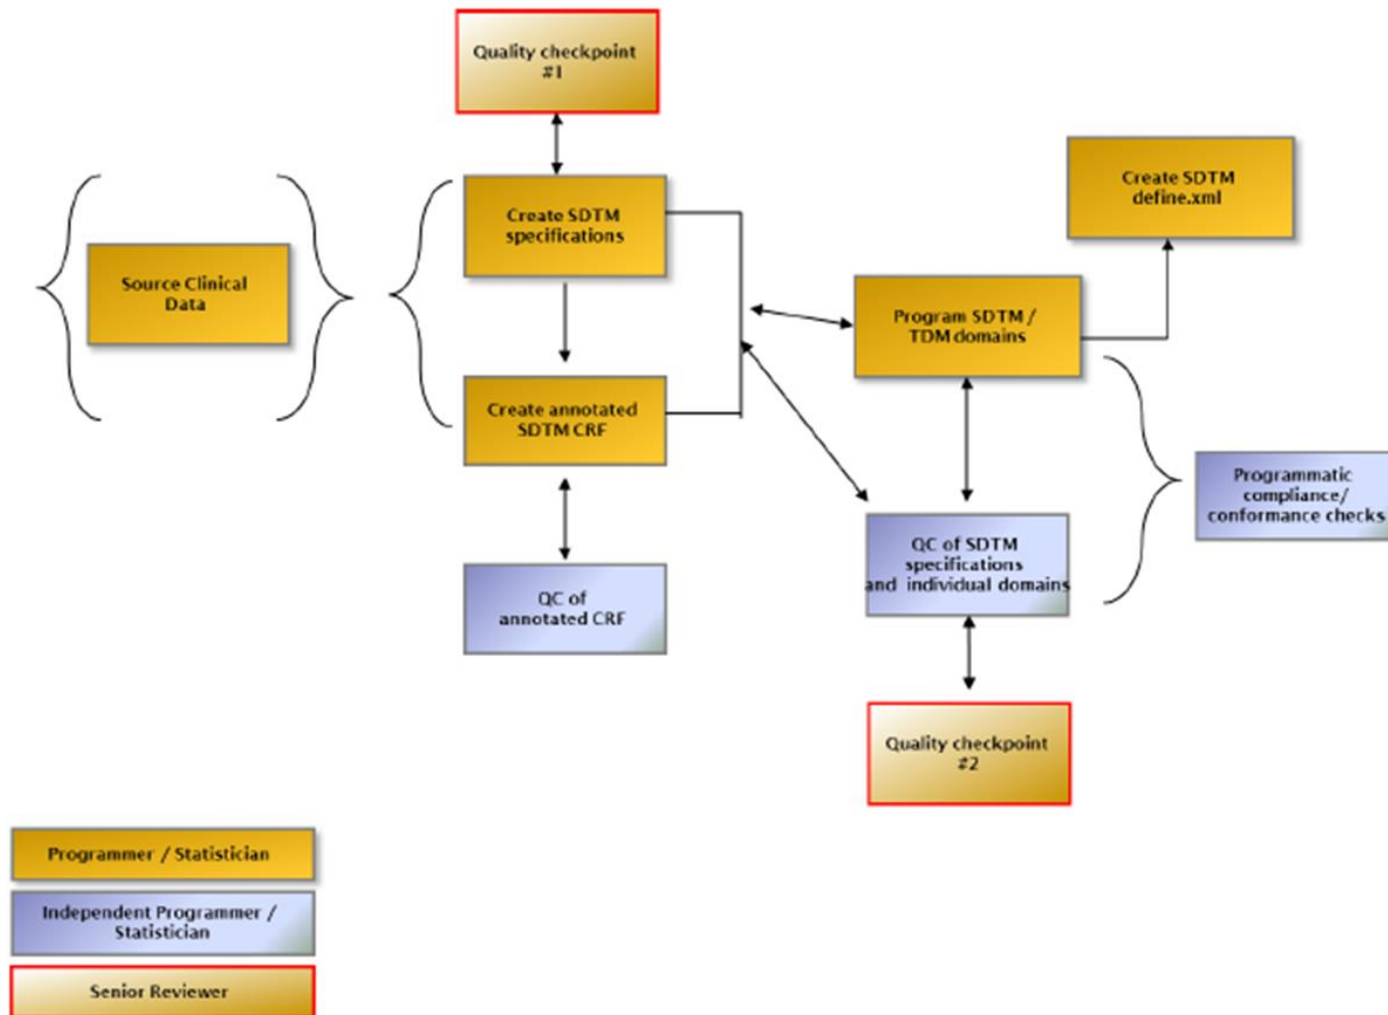 Quality checkpoint
#1
Create SDTM
define.xml
Create SDTM
specifications
Source Clinical
Data
Program SDTM /
TDM domains
Create annotated
SDTM CRF
Programmatic
compliance/
conformance checks
QC of SDTM
specifications
and individual domains
QC of
annotated CRF
Quality checkpoint
#2
Programmer / Statistician
Independent Programmer /
Statistician
Senior Reviewer